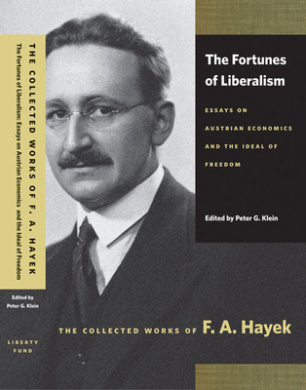 THE COLLECTED WORKS OF F. A. HAYEK
The Fortunes of Liberalism: Essays on Austrian Economics and the Ideal of Freedom
Edited by
Peter G. Klein
LIBERTY
FUND
The Fortunes
of Liberalism
ESSAYS ON
AUSTRIAN ECONOMICS
AND THE IDEAL OF
FREEDOM
Edited by Peter G. Klein
THE COLLECTED WORKS OF F. A. Hayek